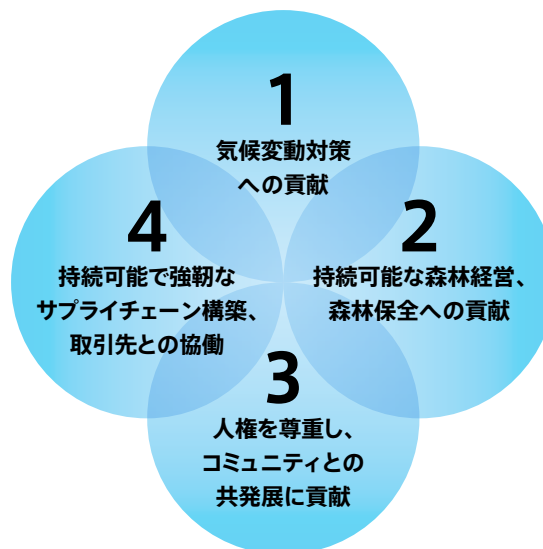 1
気候変動対策
への貢献
2
持続可能な森林経営、
森林保全への貢献
3
人権を尊重し、
コミュニティとの
共発展に貢献
4
持続可能で強靭な
サプライチェーン構築、
取引先との協働